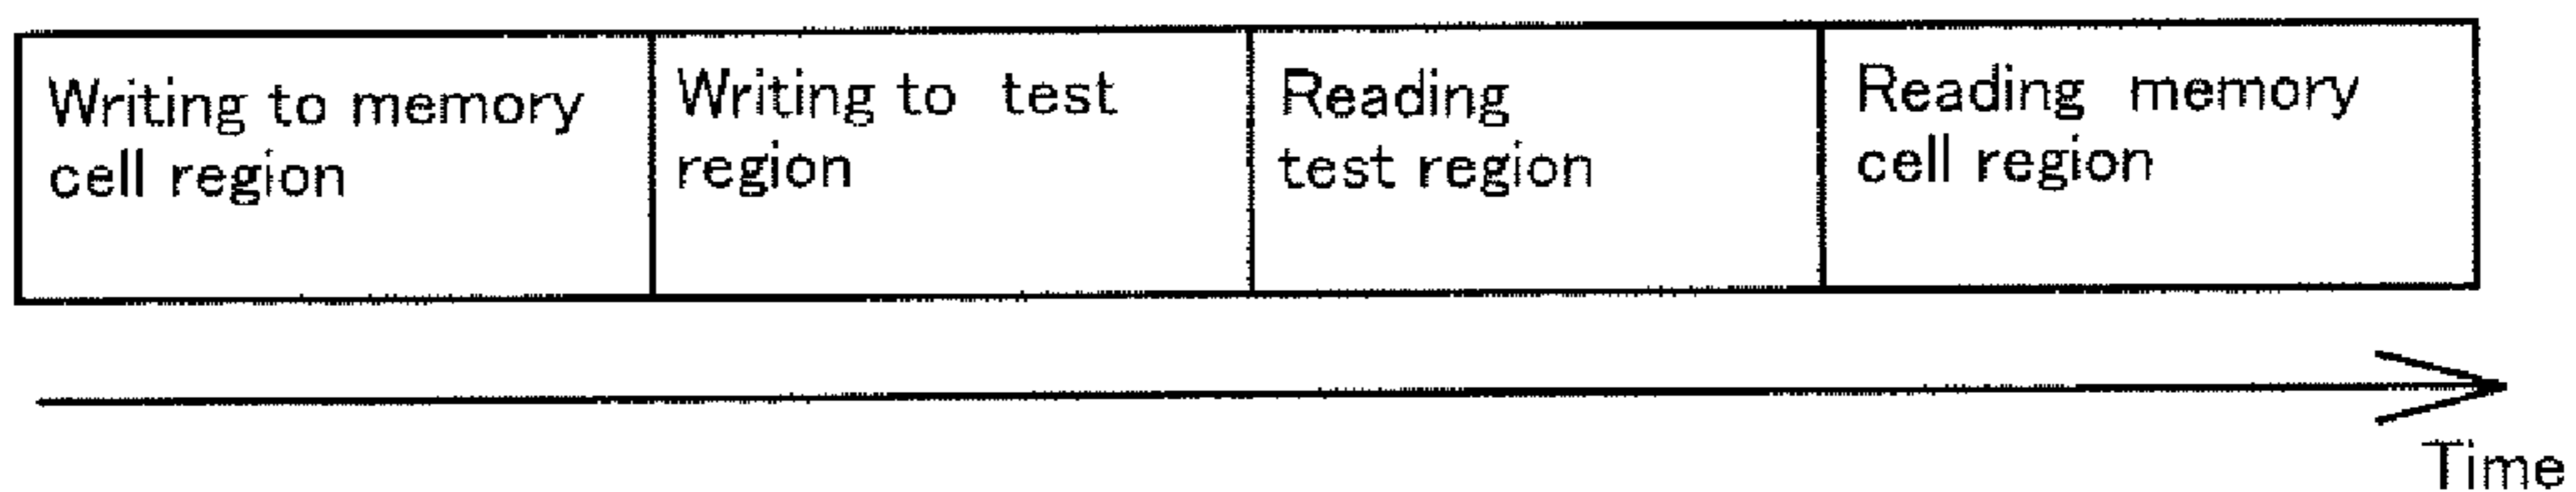 Writing to memory
cell region
Writing to test
region
Reading
test region
Reading memory
cell region
Time